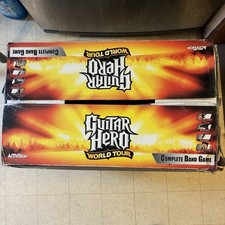 COMPLETE BAND GAME
GUITAR
HERO
WORLD TOUR
ACTIVISION
GUITAR
HERO
WORLD TOUR
ACTIVISION
COMPLETE BAND GAME